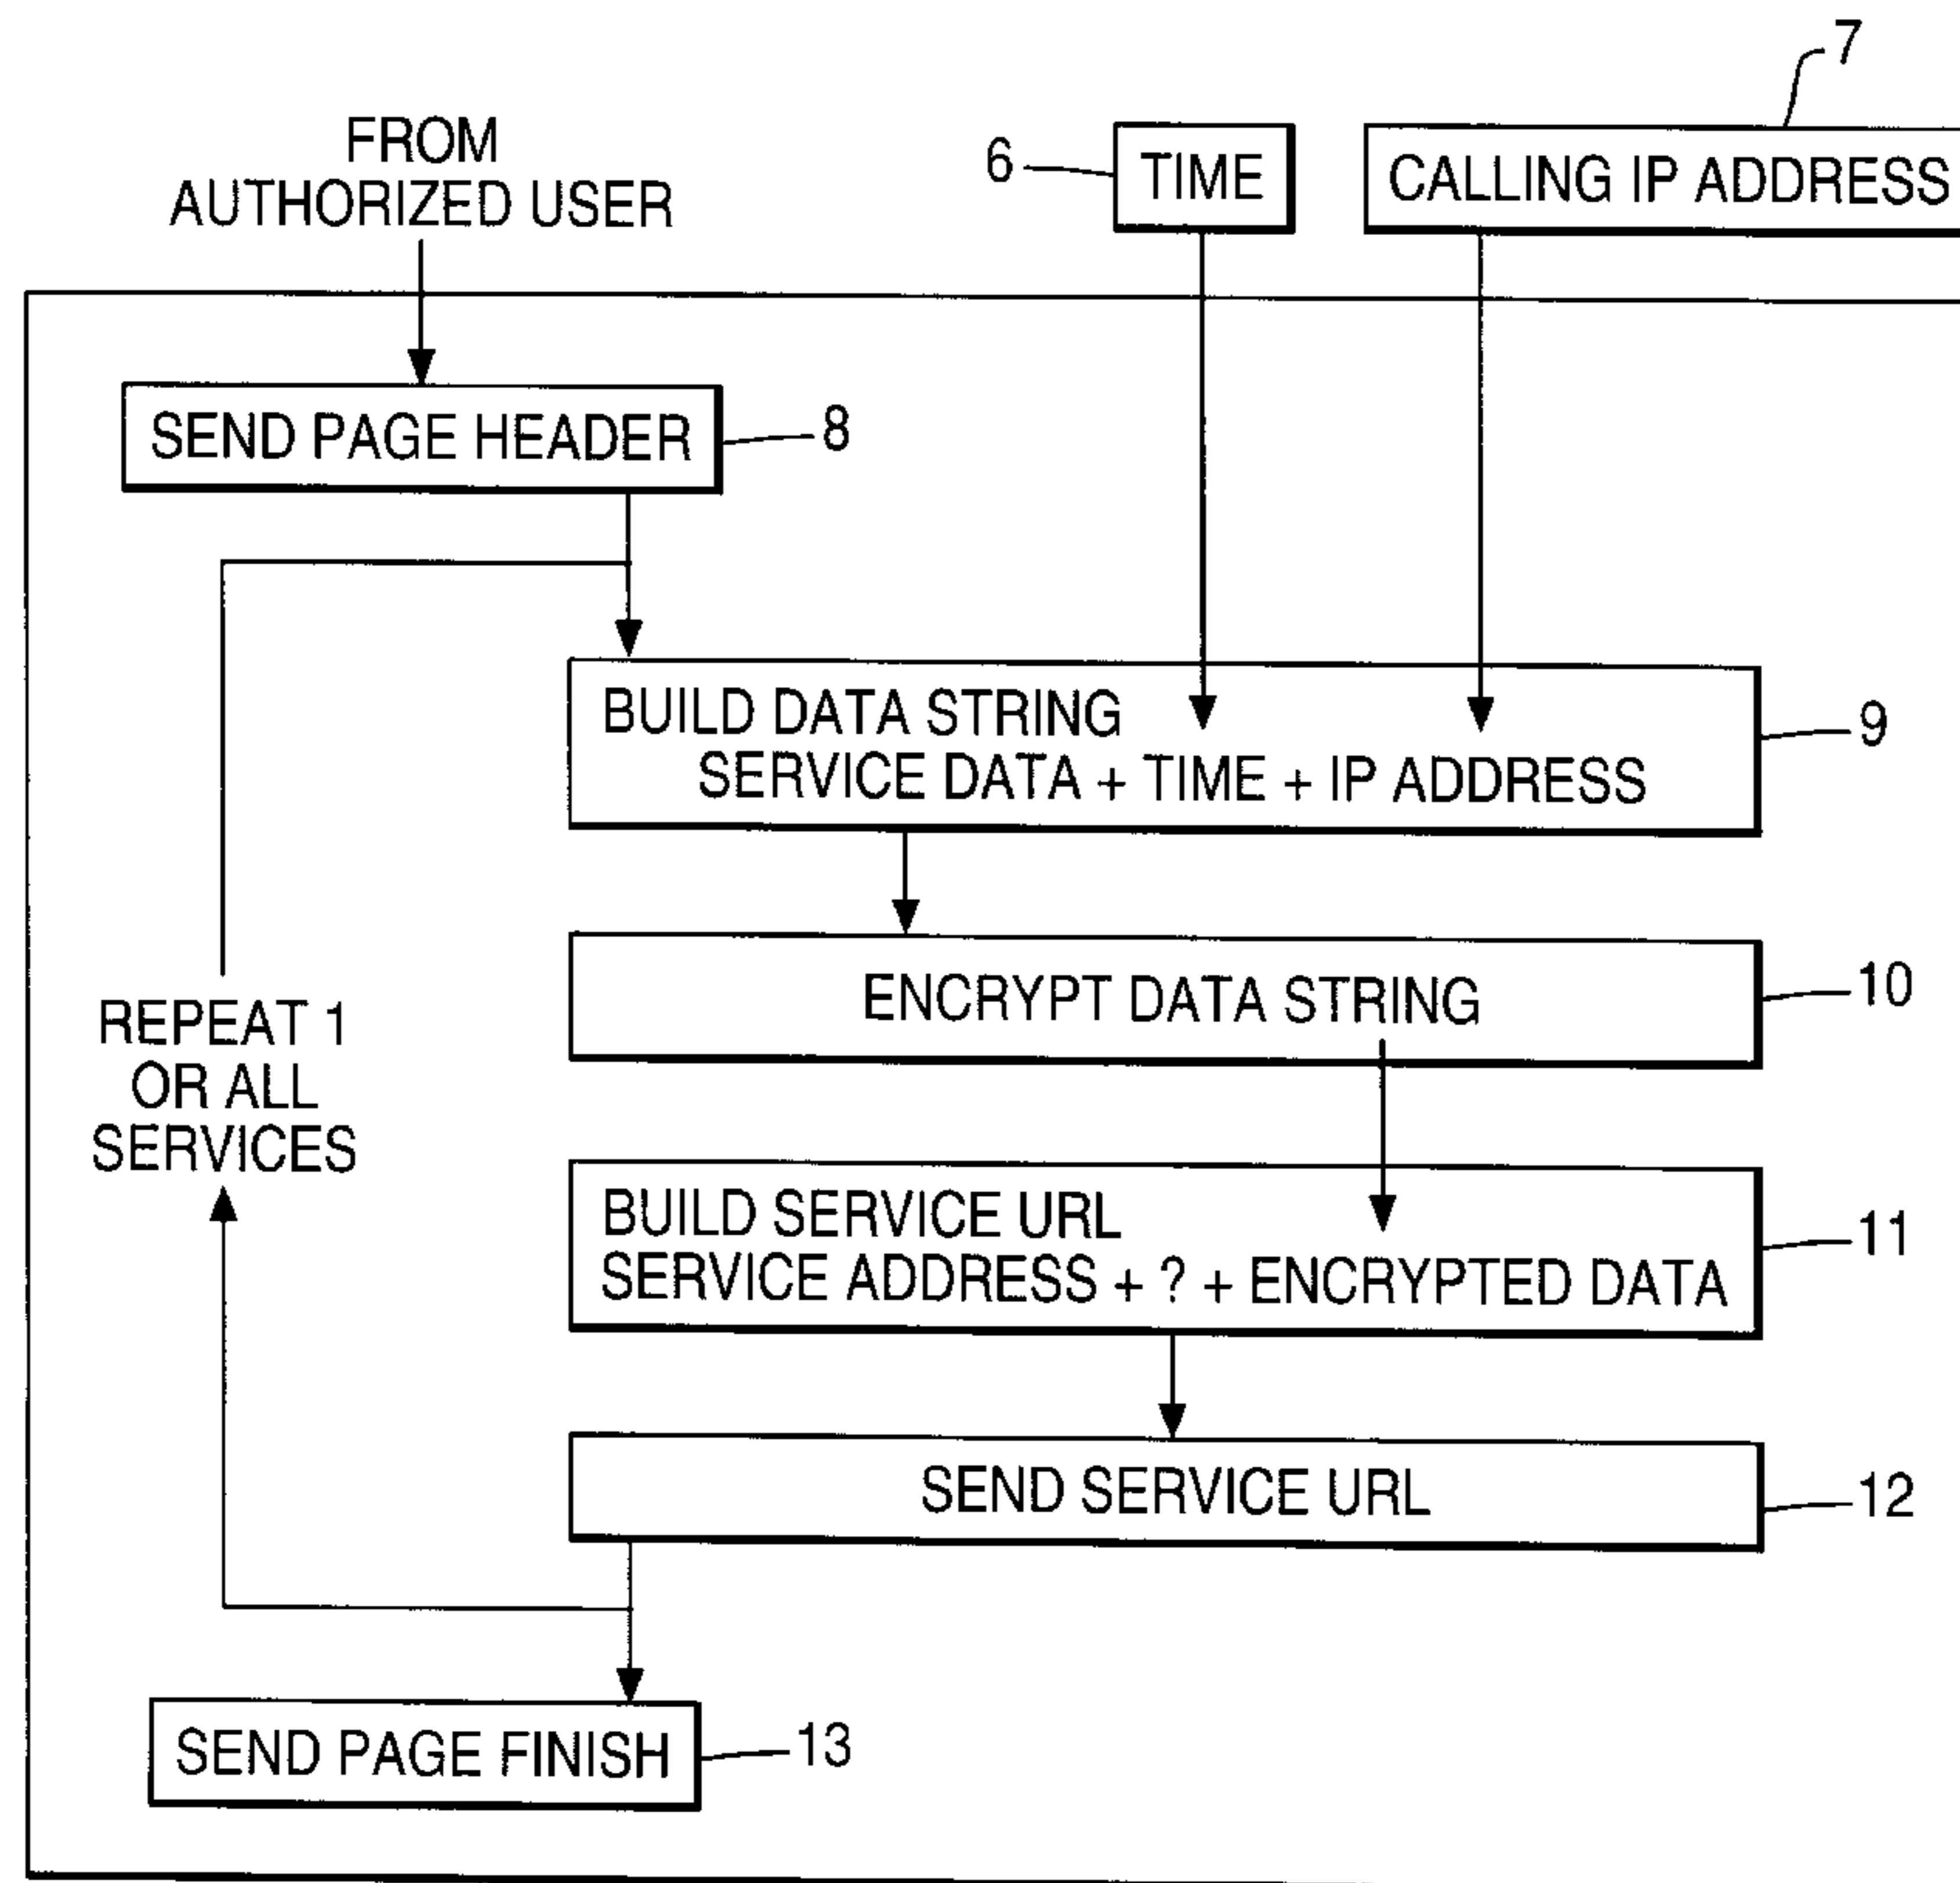 7
FROM
AUTHORIZED USER
6
TIME
CALLING IP ADDRESS
SEND PAGE HEADER
8
BUILD DATA STRING
SERVICE DATA + TIME + IP ADDRESS
9
ENCRYPT DATA STRING
10
REPEAT 1
OR ALL
SERVICES
BUILD SERVICE URL
SERVICE ADDRESS + ? + ENCRYPTED DATA
11
SEND SERVICE URL
12
SEND PAGE FINISH
13